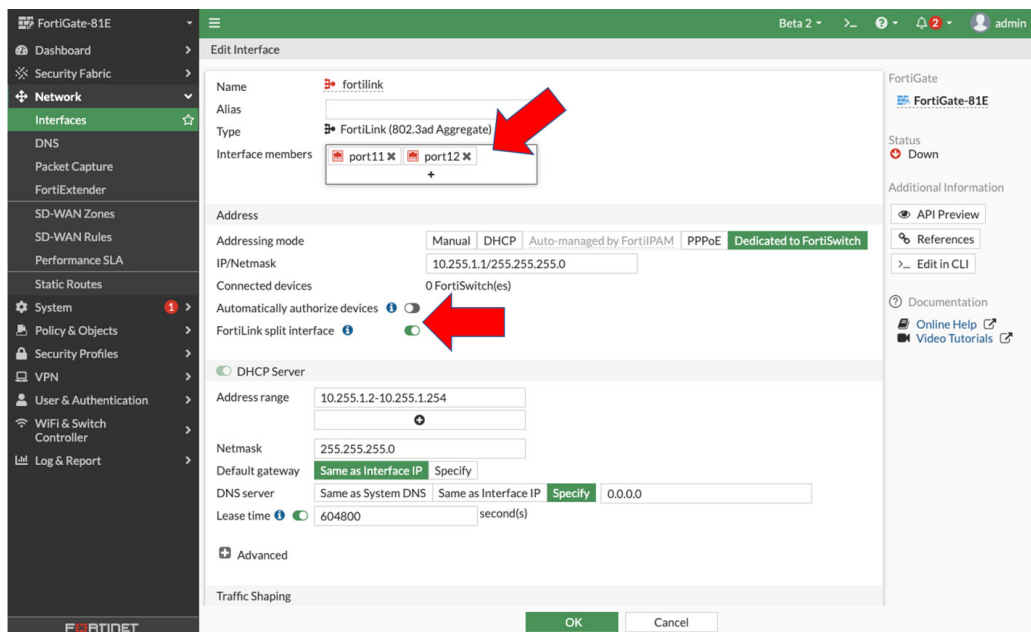 FortiGate-81E
Beta 2
>_
2
admin
Dashboard
Security Fabric
Network
Interfaces
DNS
Packet Capture
FortiExtender
SD-WAN Zones
SD-WAN Rules
Performance SLA
Static Routes
System 1
Policy & Objects
Security Profiles
VPN
User & Authentication
WiFi & Switch
Controller
Log & Report
FORTINET
Edit Interface
Name fortilink
Alias
Type FortiLink (802.3ad Aggregate)
Interface members port11 port12
+
Address
Addressing mode Manual DHCP Auto-managed by FortiIPAM PPPoE Dedicated to FortiSwitch
IP/Netmask 10.255.1.1/255.255.255.0
Connected devices 0 FortiSwitch(es)
Automatically authorize devices
FortiLink split interface
DHCP Server
Address range 10.255.1.2-10.255.1.254
Netmask 255.255.255.0
Default gateway Same as Interface IP Specify
DNS server Same as System DNS Same as Interface IP Specify 0.0.0.0
Lease time 604800 second(s)
Advanced
Traffic Shaping
OK Cancel
FortiGate
FortiGate-81E
Status
Down
Additional Information
API Preview
References
>_ Edit in CLI
Documentation
Online Help
Video Tutorials